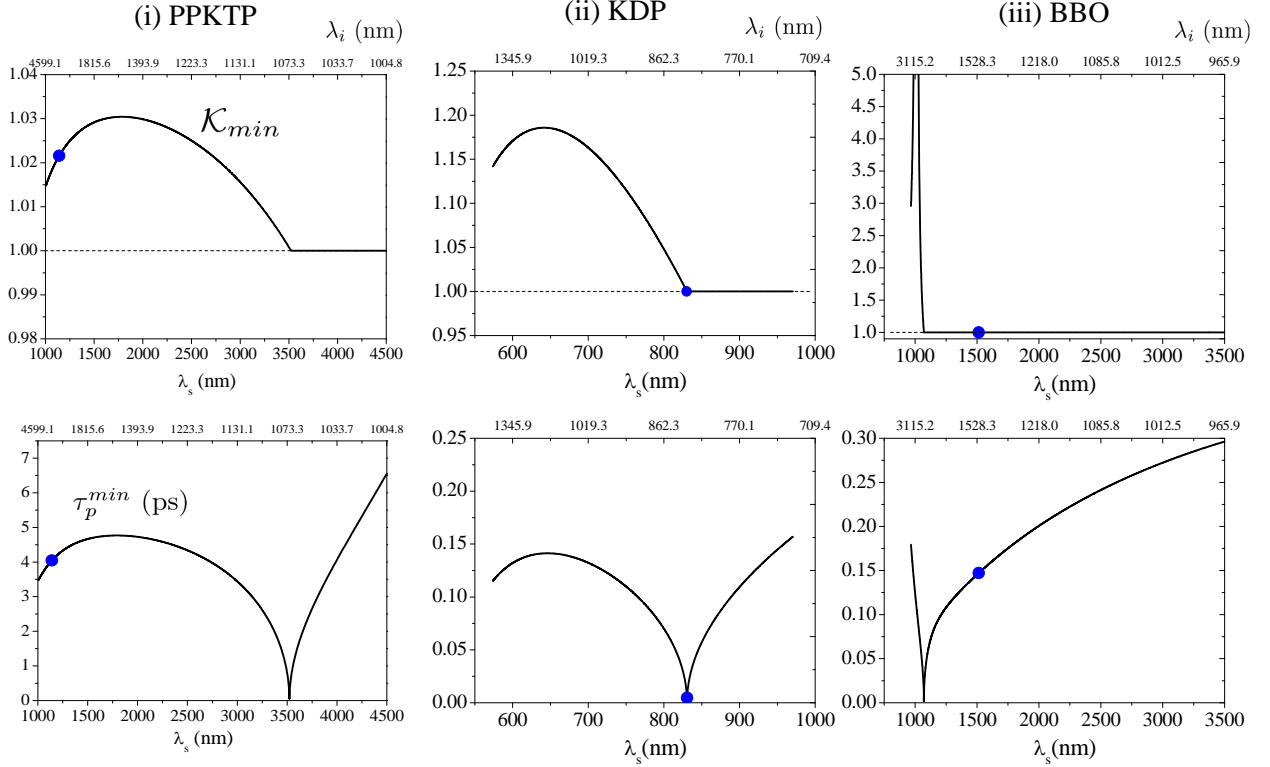 (i) PPKTP
(ii) KDP
(iii) BBO
λi (nm)
λi (nm)
λi (nm)
4599.1 1815.6 1393.9 1223.3 1131.1 1073.3 1033.7 1004.8
1345.9 1019.3 862.3 770.1 709.4
3115.2 1528.3 1218.0 1085.8 1012.5 965.9
1.04
1.03
1.02
1.01
1.00
0.99
0.98
𝒦min
1000 1500 2000 2500 3000 3500 4000 4500
λs (nm)
1.25
1.20
1.15
1.10
1.05
1.00
0.95
600 700 800 900 1000
λs(nm)
5.0
4.5
4.0
3.5
3.0
2.5
2.0
1.5
1.0
1000 1500 2000 2500 3000 3500
λs(nm)
4599.1 1815.6 1393.9 1223.3 1131.1 1073.3 1033.7 1004.8
1345.9 1019.3 862.3 770.1 709.4
3115.2 1528.3 1218.0 1085.8 1012.5 965.9
7
6
5
4
3
2
1
0
τp^min (ps)
1000 1500 2000 2500 3000 3500 4000 4500
λs (nm)
0.25
0.20
0.15
0.10
0.05
0.00
600 700 800 900 1000
λs(nm)
0.30
0.25
0.20
0.15
0.10
0.05
0.00
1000 1500 2000 2500 3000 3500
λs(nm)